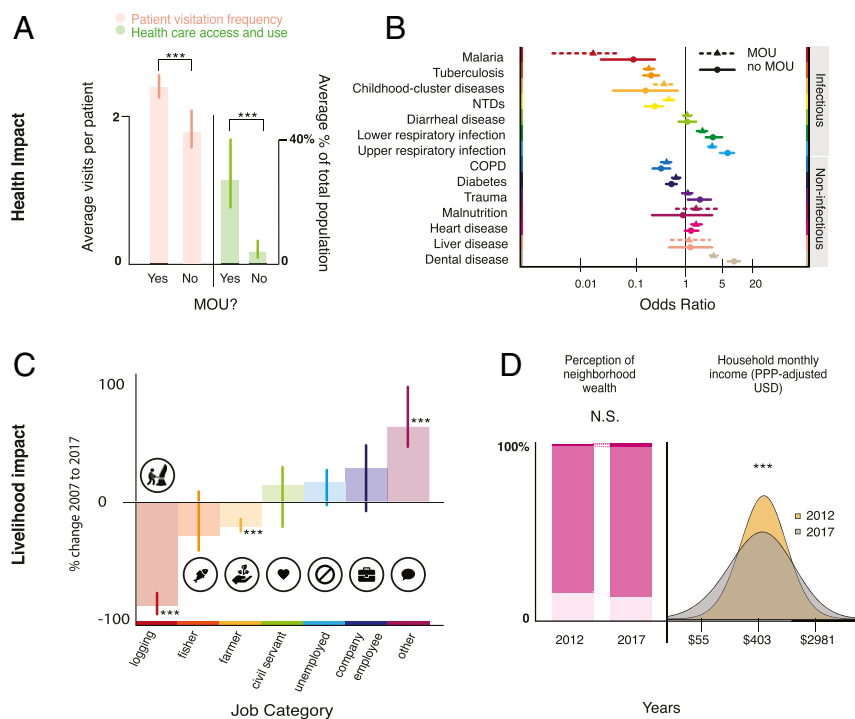 A
Patient visitation frequency
Health care access and use
Health Impact
Average visits per patient
2
0
***
***
40%
0
Average % of total population
Yes No Yes No
MOU?
B
Malaria
Tuberculosis
Childhood-cluster diseases
NTDs
Diarrheal disease
Lower respiratory infection
Upper respiratory infection
COPD
Diabetes
Trauma
Malnutrition
Heart disease
Liver disease
Dental disease
MOU
no MOU
Infectious
Non-infectious
0.01 0.1 1 5 20
Odds Ratio
C
Livelihood impact
% change 2007 to 2017
100
0
-100
***
***
***
logging
fisher
farmer
civil servant
unemployed
company
employee
other
Job Category
D
Perception of
neighborhood
wealth
N.S.
100%
0
2012 2017
Household monthly
income (PPP-adjusted
USD)
***
2012
2017
$55 $403 $2981
Years